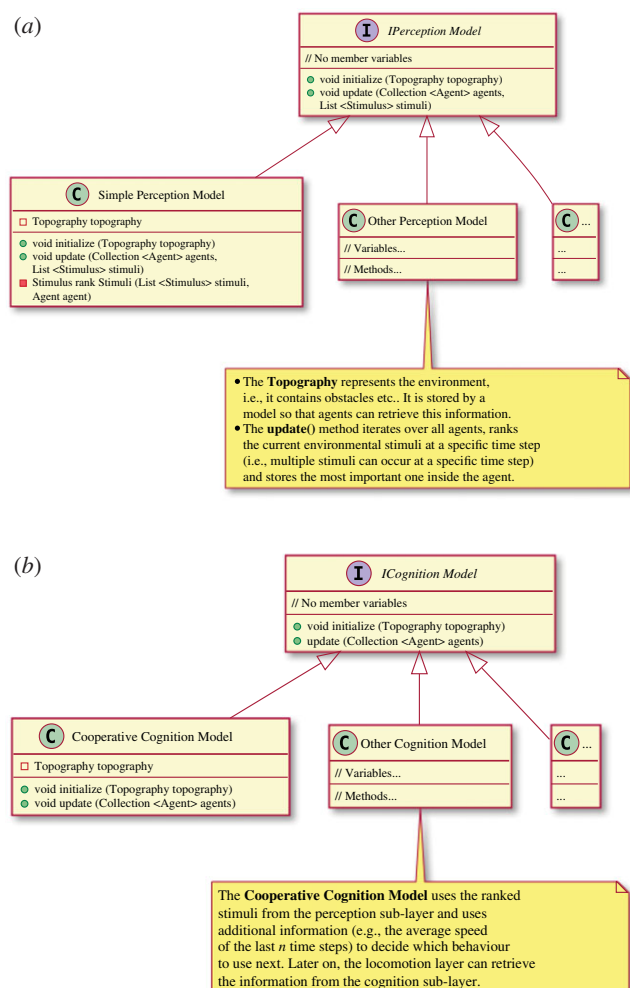 (a)
I IPerception Model
// No member variables
void initialize (Topography topography)
void update (Collection <Agent> agents,
List <Stimulus> stimuli)
C Simple Perception Model
Topography topography
void initialize (Topography topography)
void update (Collection <Agent> agents,
List <Stimulus> stimuli)
Stimulus rank Stimuli (List <Stimulus> stimuli,
Agent agent)
C Other Perception Model
// Variables...
// Methods...
C ...
...
...
• The Topography represents the environment,
i.e., it contains obstacles etc.. It is stored by a
model so that agents can retrieve this information.
• The update() method iterates over all agents, ranks
the current environmental stimuli at a specific time step
(i.e., multiple stimuli can occur at a specific time step)
and stores the most important one inside the agent.
(b)
I ICognition Model
// No member variables
void initialize (Topography topography)
update (Collection <Agent> agents)
C Cooperative Cognition Model
Topography topography
void initialize (Topography topography)
void update (Collection <Agent> agents)
C Other Cognition Model
// Variables...
// Methods...
C ...
...
...
The Cooperative Cognition Model uses the ranked
stimuli from the perception sub-layer and uses
additional information (e.g., the average speed
of the last n time steps) to decide which behaviour
to use next. Later on, the locomotion layer can retrieve
the information from the cognition sub-layer.